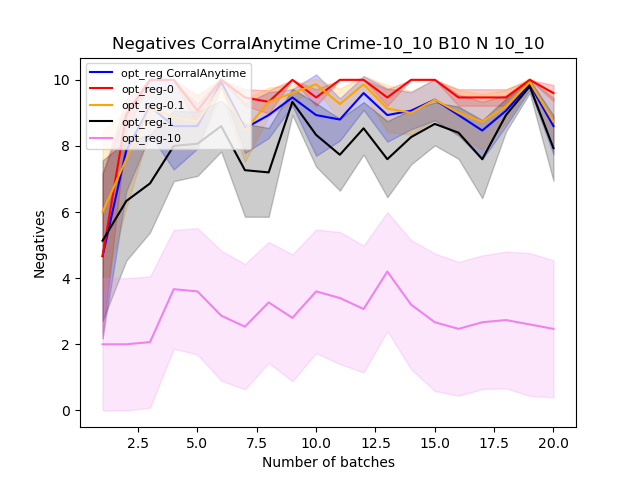 Negatives CorralAnytime Crime-10_10 B10 N 10_10
opt_reg CorralAnytime
opt_reg-0
opt_reg-0.1
opt_reg-1
opt_reg-10
Negatives
10
8
6
4
2
0
2.5 5.0 7.5 10.0 12.5 15.0 17.5 20.0
Number of batches